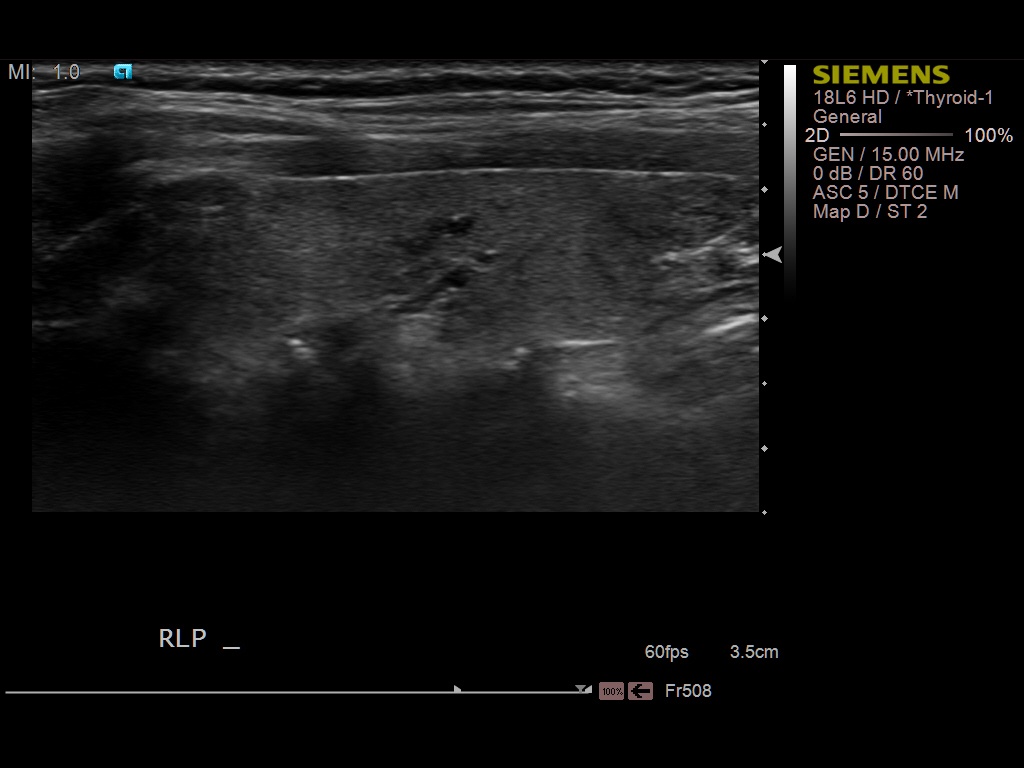 MI: 1.0
SIEMENS
18L6 HD / *Thyroid-1
General
2D 100%
GEN / 15.00 MHz
0 dB / DR 60
ASC 5 / DTCE M
Map D / ST 2
RLP _
60fps 3.5cm
100% Fr508